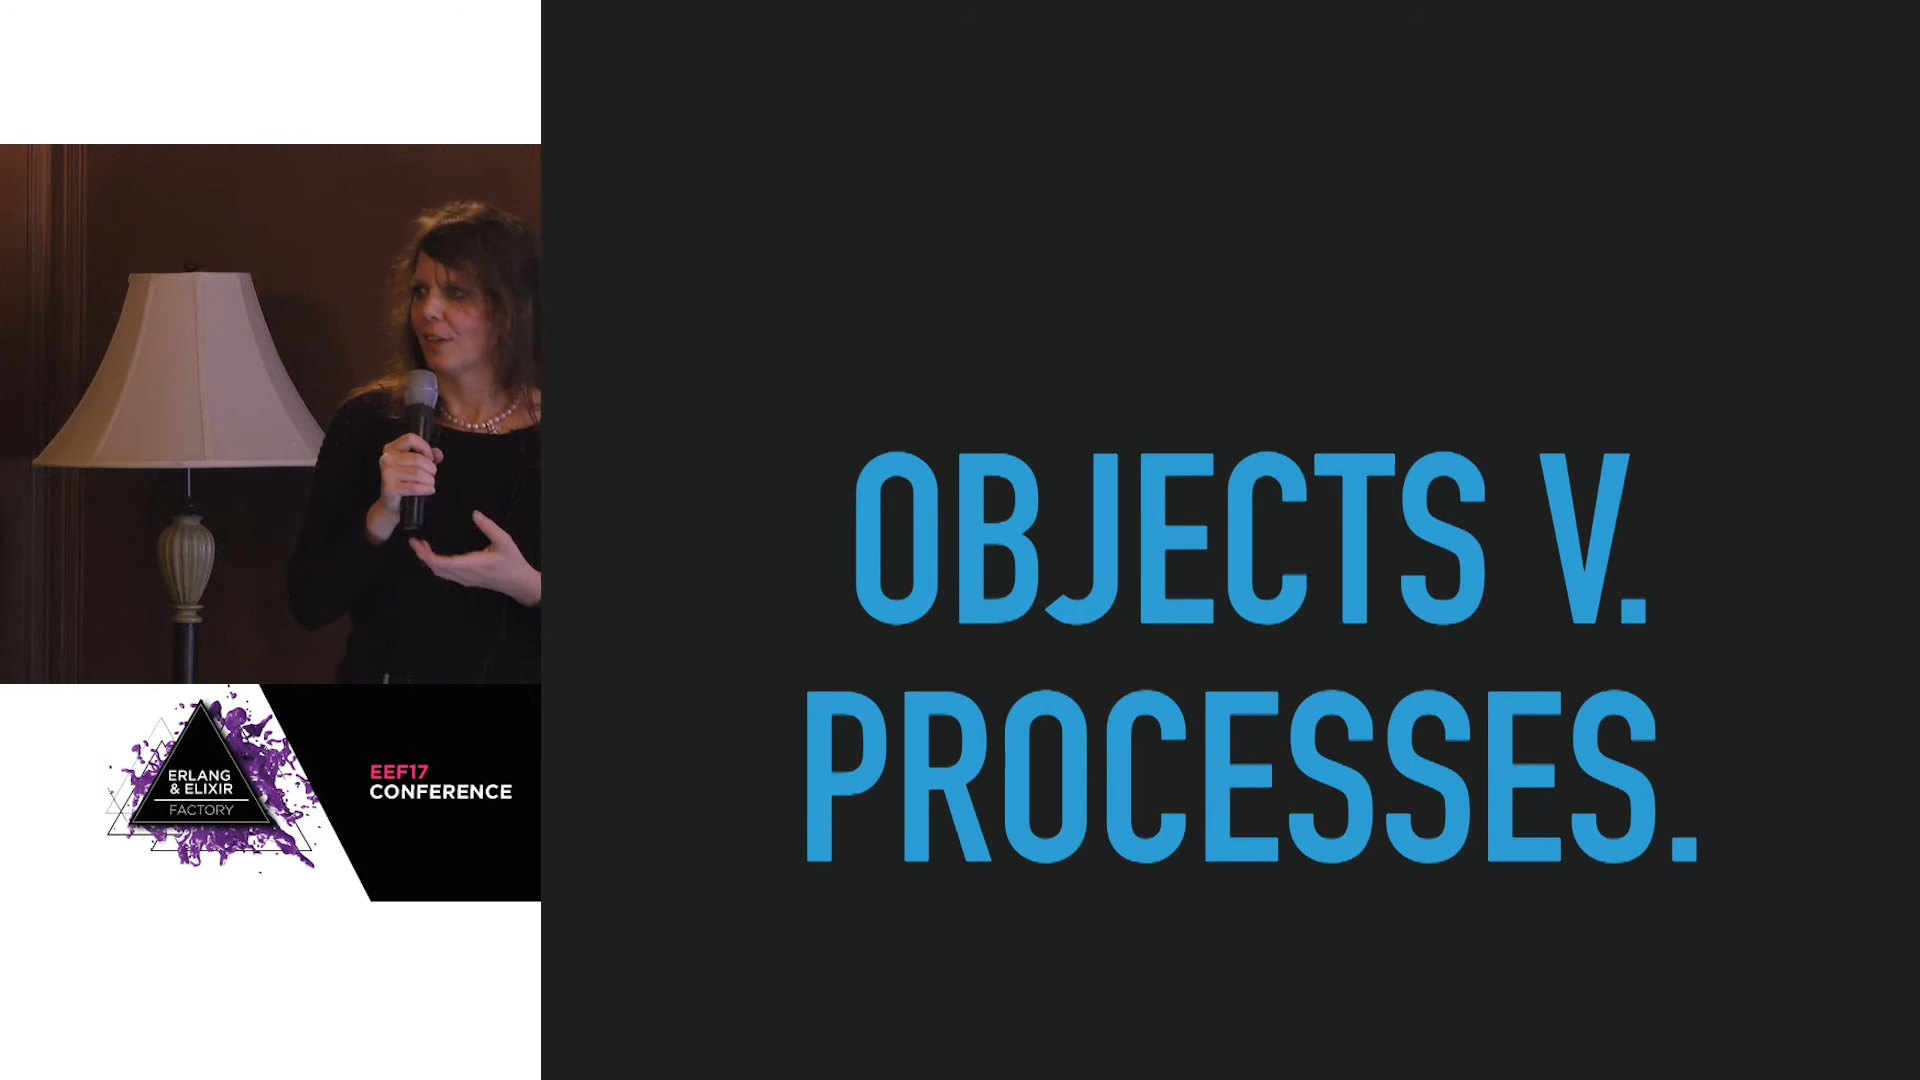 ERLANG
& ELIXIR
FACTORY
EEF17
CONFERENCE
OBJECTS V.
PROCESSES.